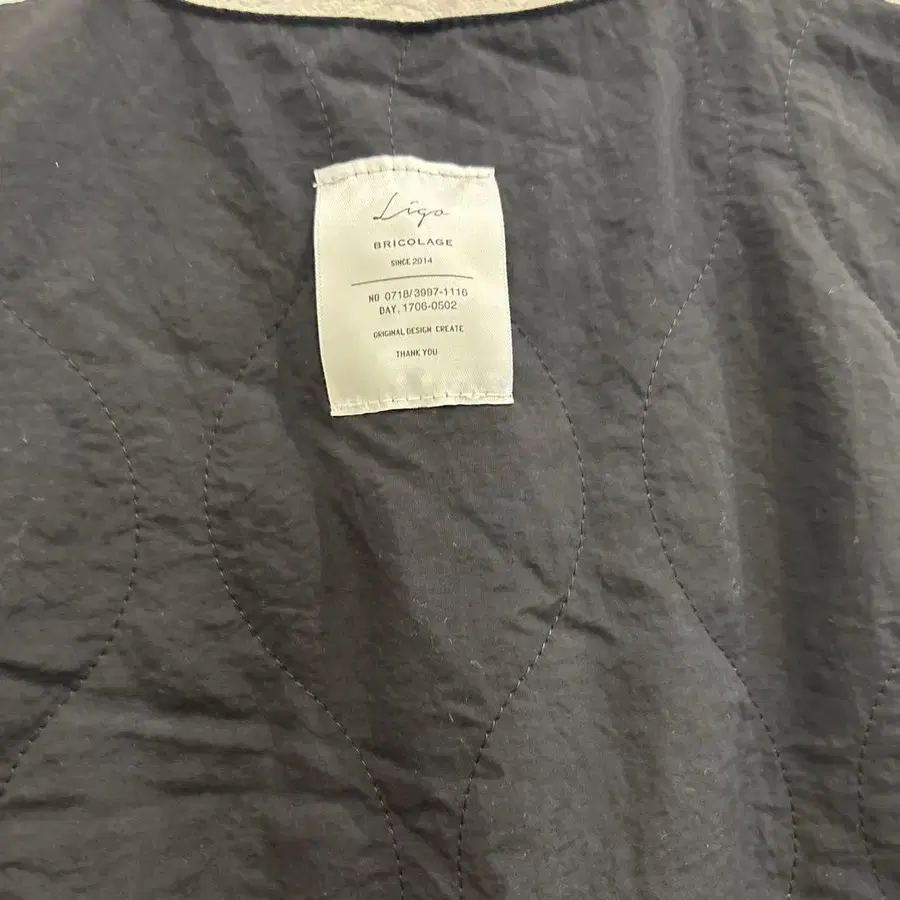 Ligo
BRICOLAGE
SINCE 2014
NO 0718/3997-1116
DAY, 1706-0502
ORIGINAL DESIGN CREATE
THANK YOU